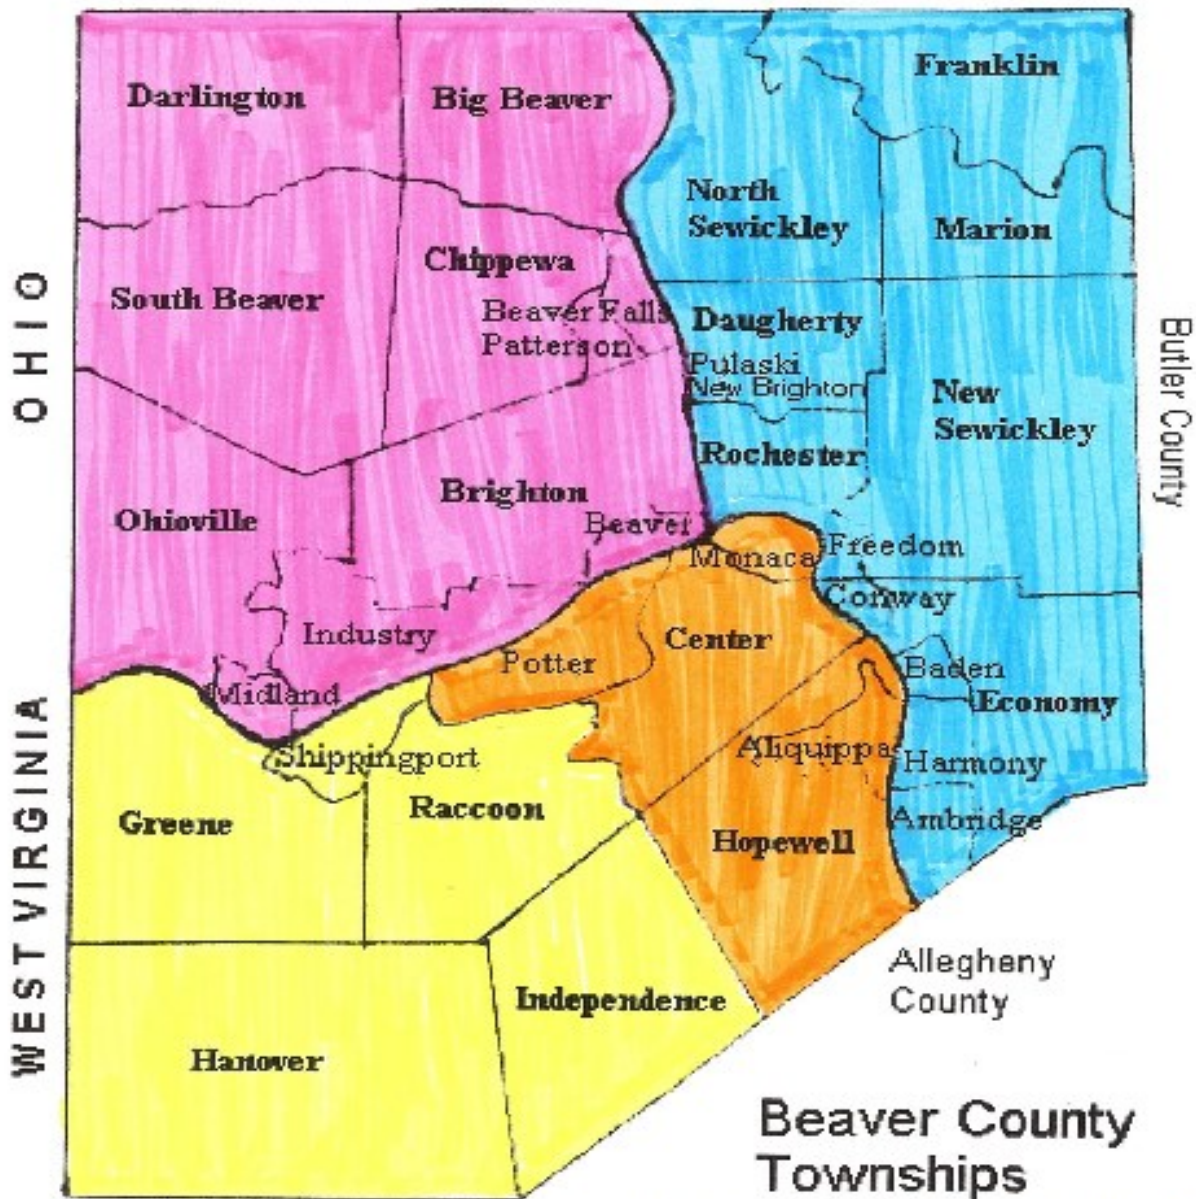 Darlington
Big Beaver
Franklin
North
Sewickley
Marion
Chippewa
South Beaver
Beaver Falls
Patterson
Daugherty
Pulaski
New Brighton
New
Sewickley
Rochester
Brighton
Ohioville
Beaver
Monaca
Freedom
Conway
Industry
Center
Potter
Baden
Midland
Economy
Aliquippa
Harmony
Shippingport
Raccoon
Greene
Ambridge
Hopewell
Independence
Hanover
OHIO
WEST VIRGINIA
Butler County
Allegheny
County
Beaver County
Townships